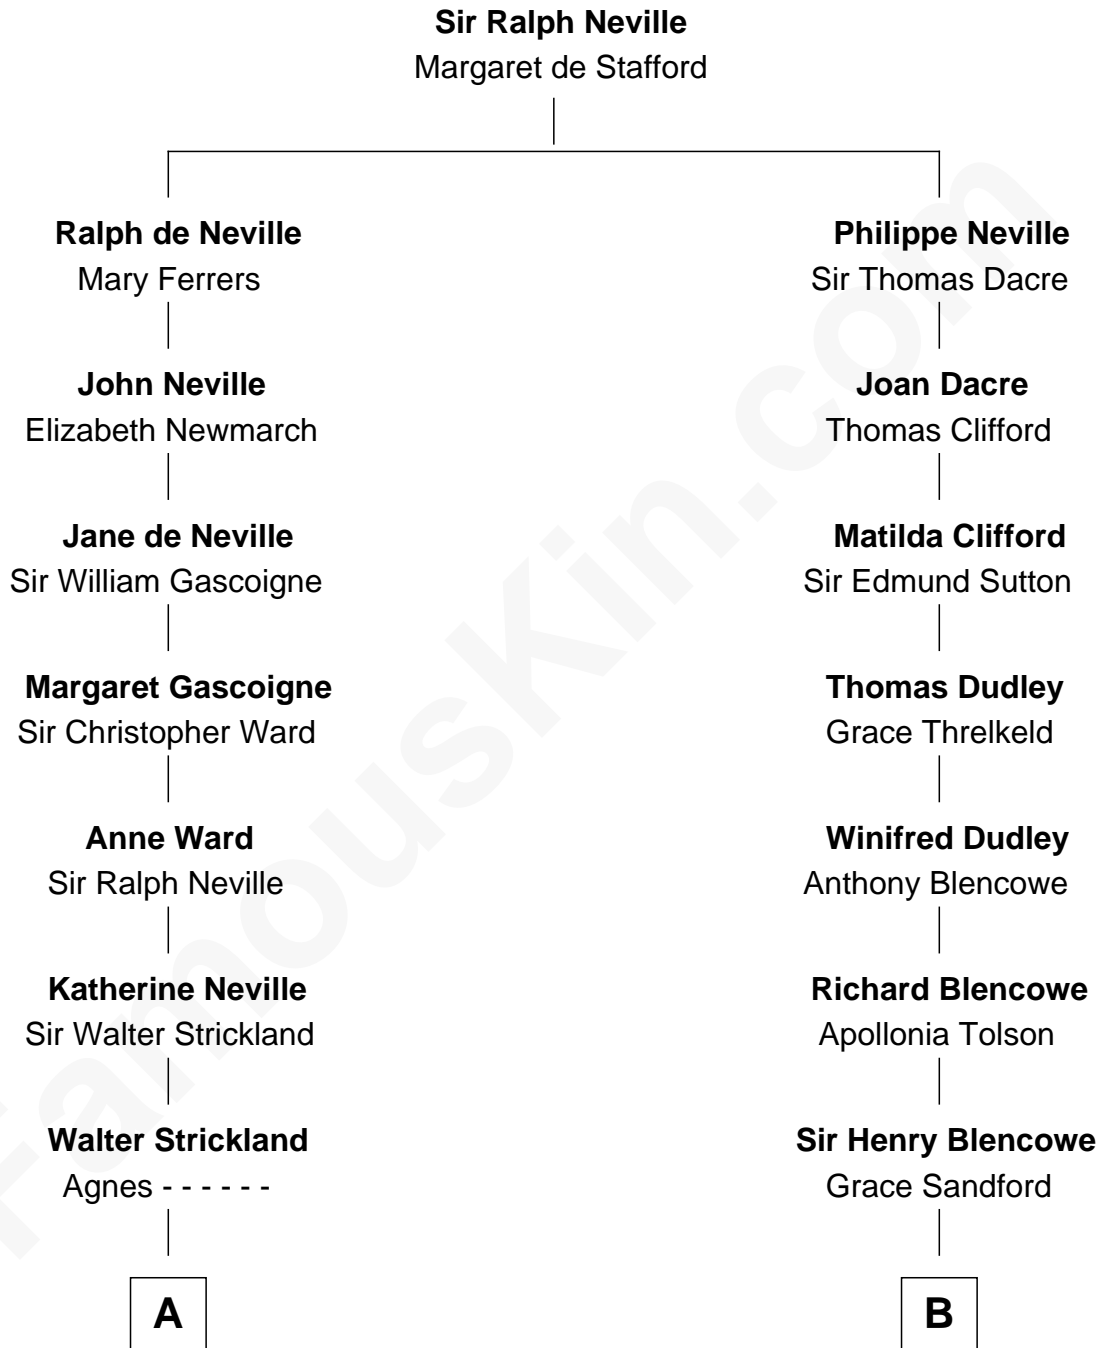 Sir Ralph Neville
Margaret de Stafford
Ralph de Neville
Mary Ferrers
John Neville
Elizabeth Newmarch
Jane de Neville
Sir William Gascoigne
Margaret Gascoigne
Sir Christopher Ward
Anne Ward
Sir Ralph Neville
Katherine Neville
Sir Walter Strickland
Walter Strickland
Agnes - - - - - -
A
Philippe Neville
Sir Thomas Dacre
Joan Dacre
Thomas Clifford
Matilda Clifford
Sir Edmund Sutton
Thomas Dudley
Grace Threlkeld
Winifred Dudley
Anthony Blencowe
Richard Blencowe
Apollonia Tolson
Sir Henry Blencowe
Grace Sandford
B
FamousKin.com